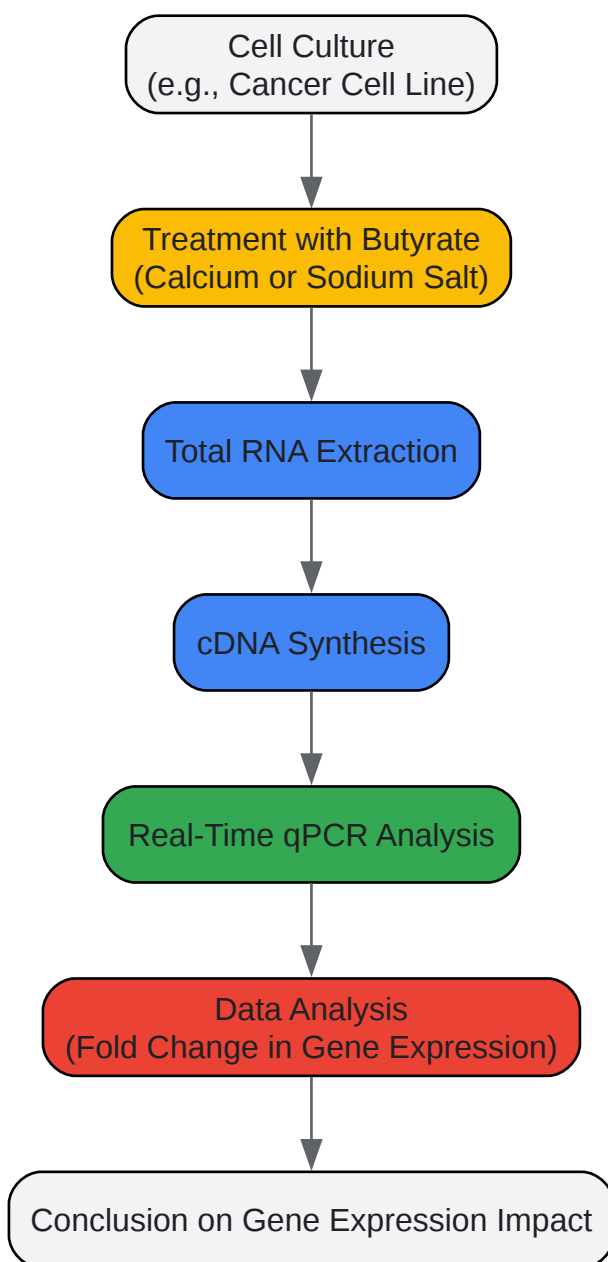 Cell Culture
(e.g., Cancer Cell Line)
Treatment with Butyrate
(Calcium or Sodium Salt)
Total RNA Extraction
cDNA Synthesis
Real-Time qPCR Analysis
Data Analysis
(Fold Change in Gene Expression)
Conclusion on Gene Expression Impact